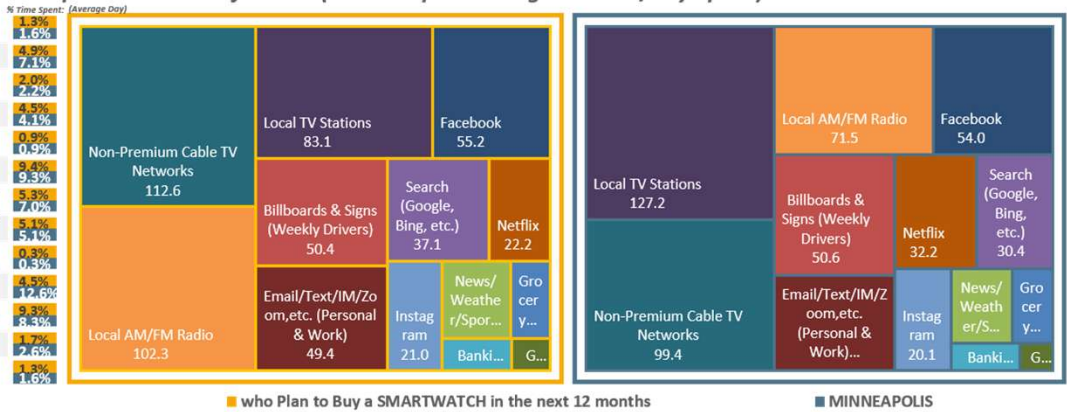 % Time Spent: (Average Day)
1.3%
1.6%
4.9%
7.1%
2.0%
2.2%
4.5%
4.1%
0.9%
0.9%
9.4%
9.3%
5.3%
7.0%
5.1%
5.1%
0.3%
0.3%
4.5%
12.6%
9.3%
8.3%
1.7%
2.6%
1.3%
1.6%
Non-Premium Cable TV
Networks
112.6
Local AM/FM Radio
102.3
Local TV Stations
83.1
Facebook
55.2
Billboards & Signs
(Weekly Drivers)
50.4
Search
(Google,
Bing, etc.)
37.1
Netflix
22.2
Email/Text/IM/Zo
om,etc. (Personal
& Work)
49.4
Instag
ram
21.0
News/
Weathe
r/Spor...
Gro
cer
y...
Banki...
G...
Local TV Stations
127.2
Non-Premium Cable TV
Networks
99.4
Local AM/FM Radio
71.5
Facebook
54.0
Billboards &
Signs (Weekly
Drivers)
50.6
Netflix
32.2
Search
(Google,
Bing,
etc.)
30.4
Email/Text/IM/Z
oom,etc.
(Personal &
Work)...
Instag
ram
20.1
News/
Weath
er/S...
Gro
cer
y...
Banki...
G...
who Plan to Buy a SMARTWATCH in the next 12 months
MINNEAPOLIS